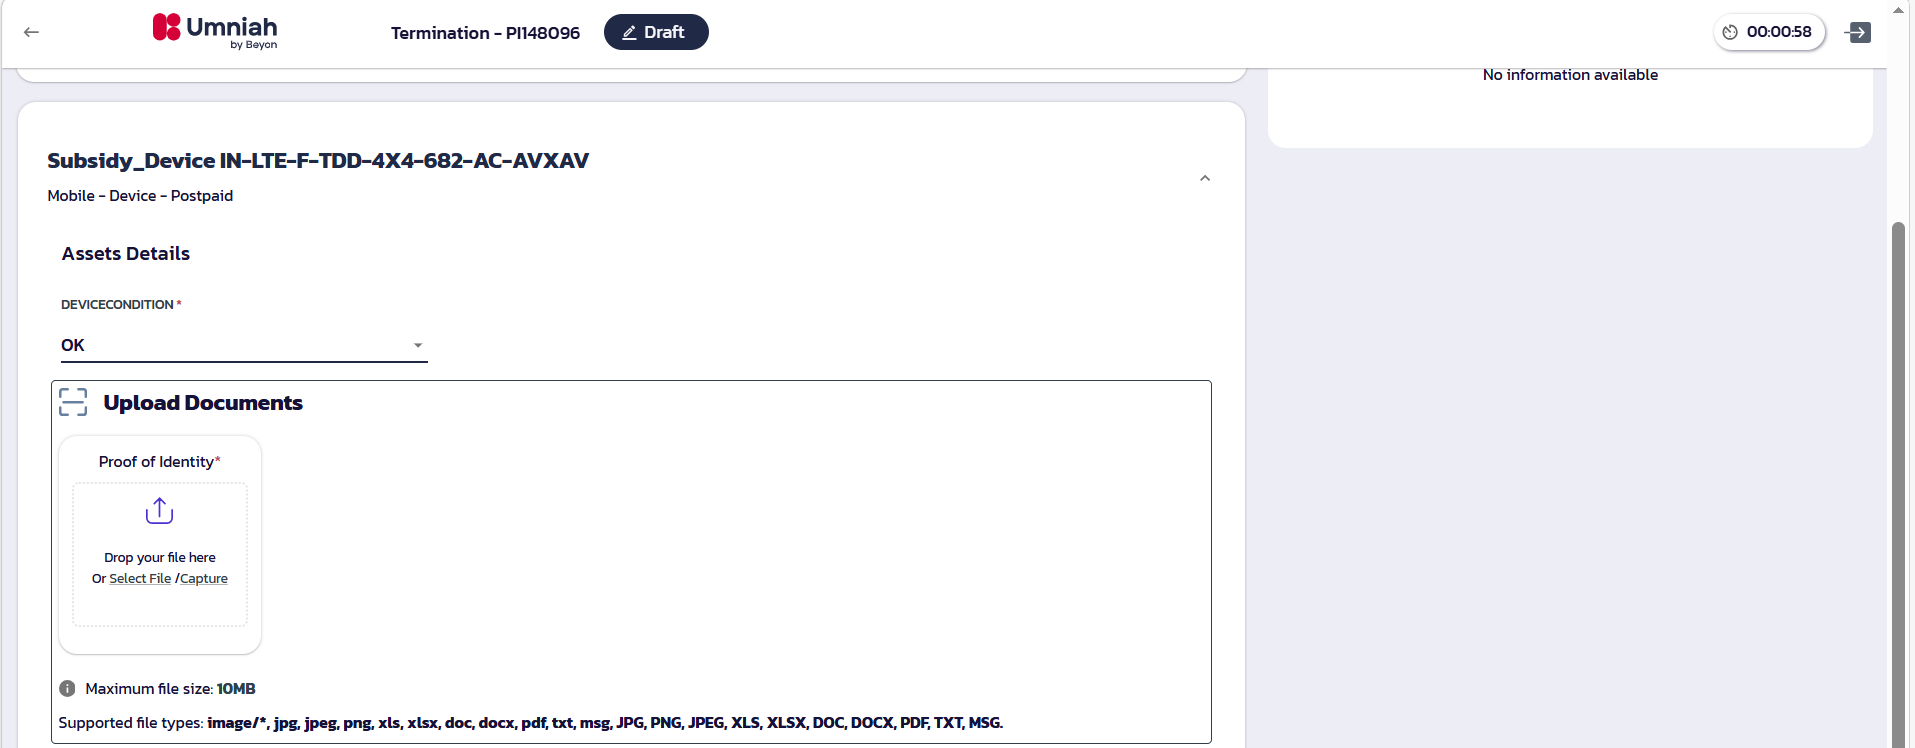 Umniah
by Beyon
Termination - PI148096
Draft
00:00:58
No information available
Subsidy_Device IN-LTE-F-TDD-4X4-682-AC-AVXAV
Mobile - Device - Postpaid
Assets Details
DEVICECONDITION *
OK
Upload Documents
Proof of Identity*
Drop your file here
Or Select File /Capture
Maximum file size: 10MB
Supported file types: image/*, jpg, jpeg, png, xls, xlsx, doc, docx, pdf, txt, msg, JPG, PNG, JPEG, XLS, XLSX, DOC, DOCX, PDF, TXT, MSG.